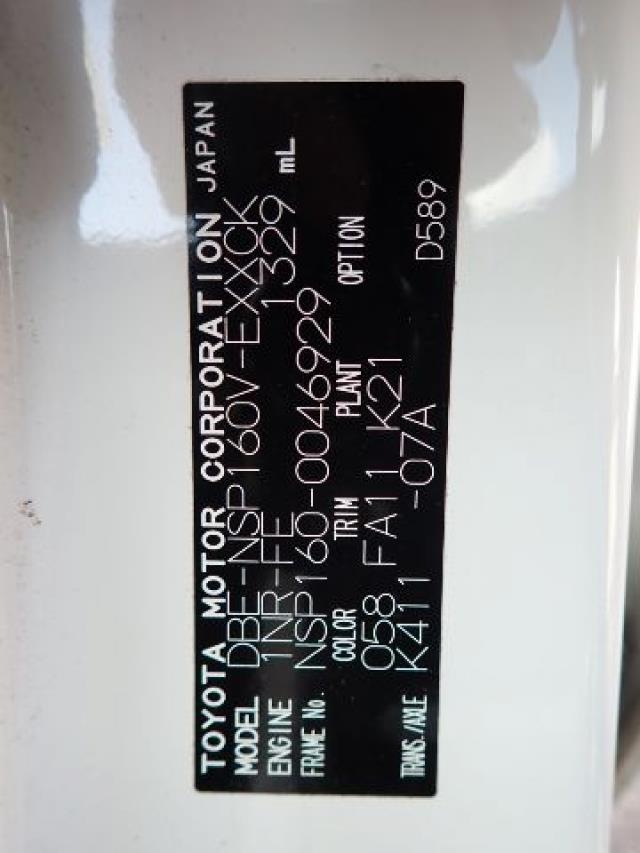 TOYOTA MOTOR CORPORATION JAPAN
MODEL DBE-NSP160V-EXXCK
ENGINE 1NR-FE 1329 mL
FRAME No. NSP160-0046929
COLOR TRIM PLANT OPTION
058 FA11 K21
TRANS./AXLE K411 -07A D589